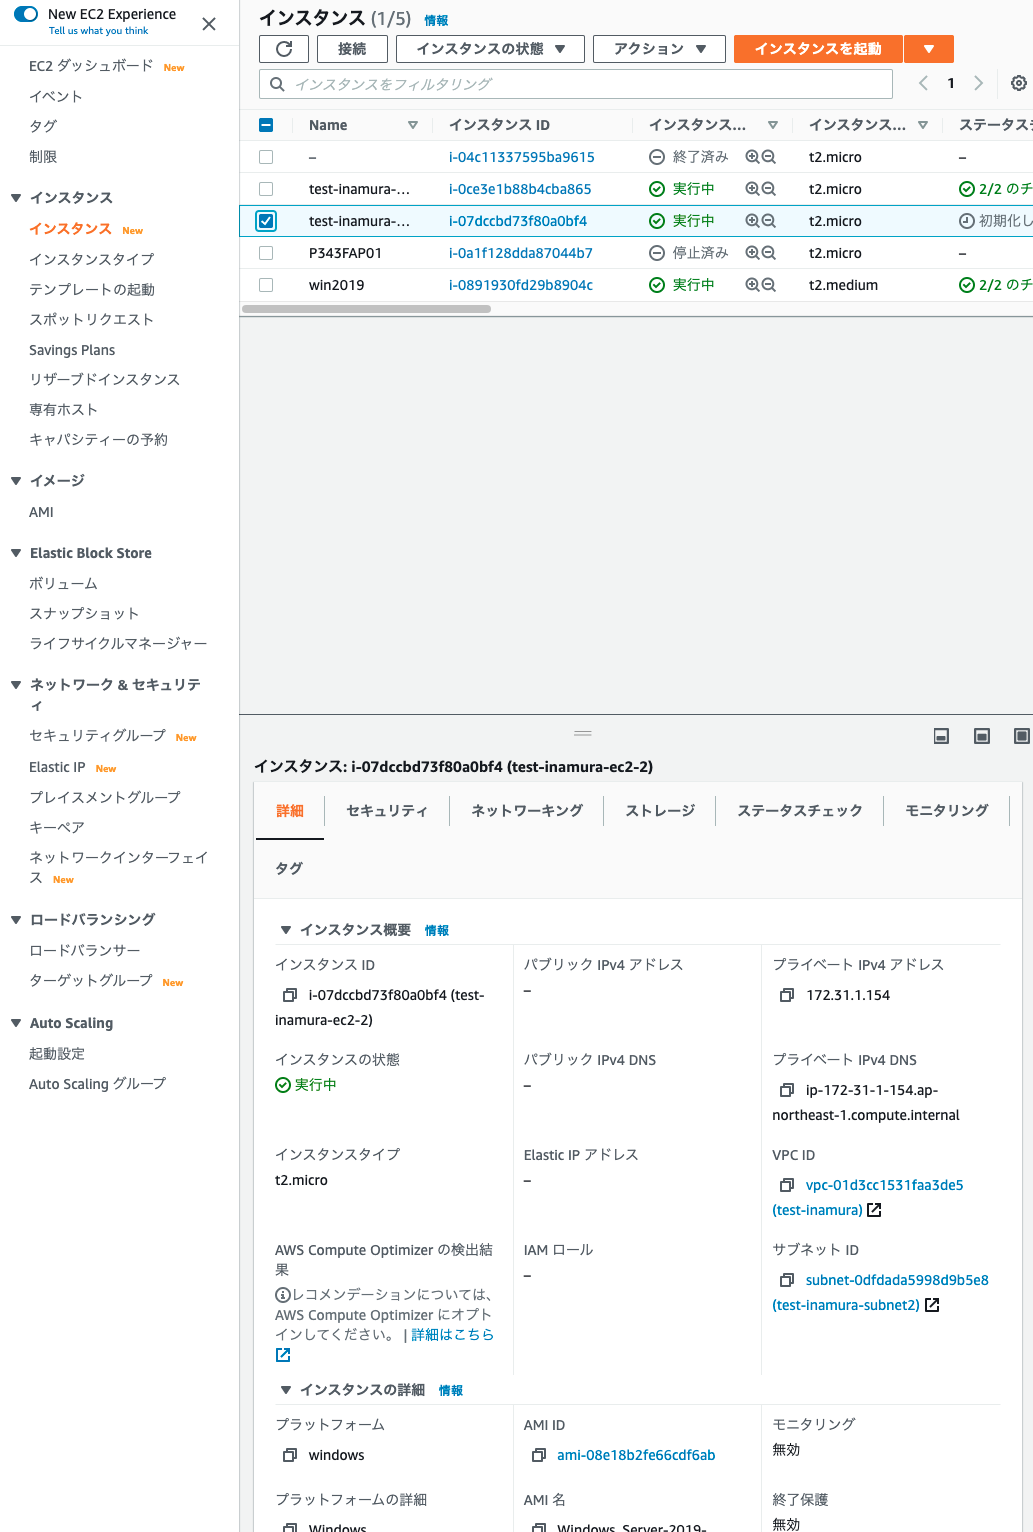 New EC2 Experience
Tell us what you think
EC2 ダッシュボード New
イベント
タグ
制限
インスタンス
インスタンス New
インスタンスタイプ
テンプレートの起動
スポットリクエスト
Savings Plans
リザーブドインスタンス
専有ホスト
キャパシティーの予約
イメージ
AMI
Elastic Block Store
ボリューム
スナップショット
ライフサイクルマネージャー
ネットワーク & セキュリテ
ィ
セキュリティグループ New
Elastic IP New
プレイスメントグループ
キーペア
ネットワークインターフェイ
ス New
ロードバランシング
ロードバランサー
ターゲットグループ New
Auto Scaling
起動設定
Auto Scaling グループ
インスタンス (1/5) 情報
接続 インスタンスの状態 アクション インスタンスを起動
インスタンスをフィルタリング 1
Name インスタンス ID インスタンス... インスタンス... ステータスチ
– i-04c11337595ba9615 終了済み t2.micro –
test-inamura-... i-0ce3e1b88b4cba865 実行中 t2.micro 2/2 のチ
test-inamura-... i-07dccbd73f80a0bf4 実行中 t2.micro 初期化し
P343FAP01 i-0a1f128dda87044b7 停止済み t2.micro –
win2019 i-0891930fd29b8904c 実行中 t2.medium 2/2 のチ
インスタンス: i-07dccbd73f80a0bf4 (test-inamura-ec2-2)
詳細 セキュリティ ネットワーキング ストレージ ステータスチェック モニタリング
タグ
インスタンス概要 情報
インスタンス ID
i-07dccbd73f80a0bf4 (test-
inamura-ec2-2)
パブリック IPv4 アドレス
–
プライベート IPv4 アドレス
172.31.1.154
インスタンスの状態
実行中
パブリック IPv4 DNS
–
プライベート IPv4 DNS
ip-172-31-1-154.ap-
northeast-1.compute.internal
インスタンスタイプ
t2.micro
Elastic IP アドレス
–
VPC ID
vpc-01d3cc1531faa3de5
(test-inamura)
AWS Compute Optimizer の検出結
果
レコメンデーションについては、
AWS Compute Optimizer にオプト
インしてください。 | 詳細はこちら
IAM ロール
–
サブネット ID
subnet-0dfdada5998d9b5e8
(test-inamura-subnet2)
インスタンスの詳細 情報
プラットフォーム
windows
AMI ID
ami-08e18b2fe66cdf6ab
モニタリング
無効
プラットフォームの詳細
Windows
AMI 名
Windows_Server-2019-
終了保護
無効